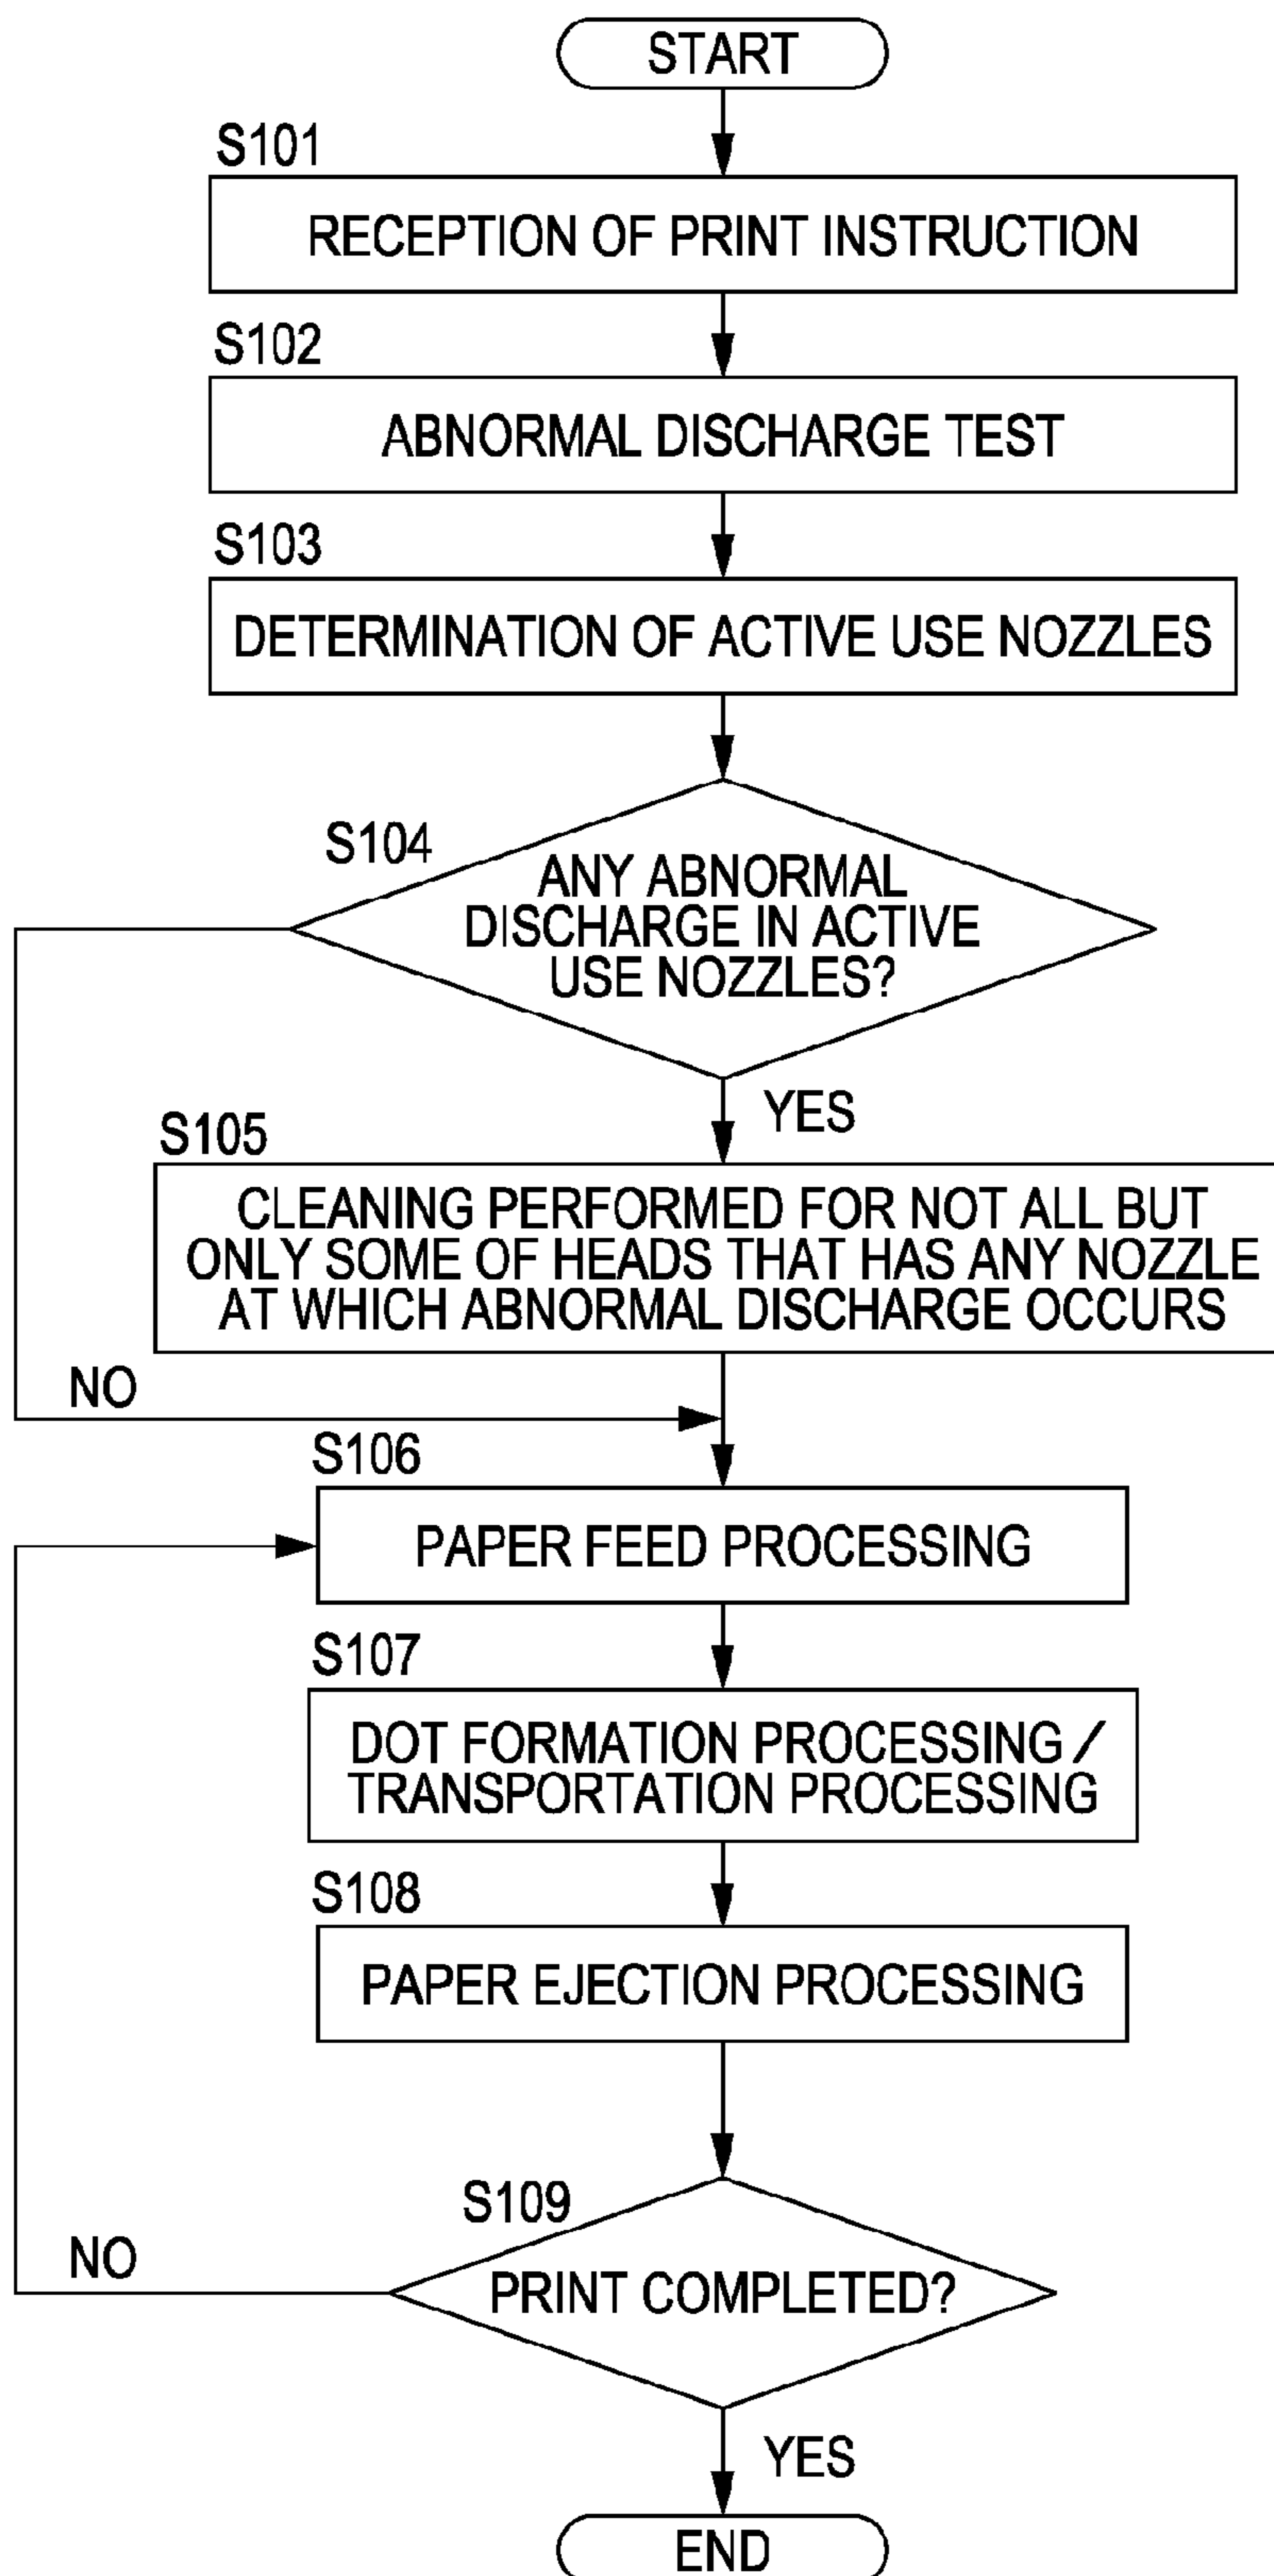 START
S101
RECEPTION OF PRINT INSTRUCTION
S102
ABNORMAL DISCHARGE TEST
S103
DETERMINATION OF ACTIVE USE NOZZLES
S104
ANY ABNORMAL
DISCHARGE IN ACTIVE
USE NOZZLES?
YES
S105
CLEANING PERFORMED FOR NOT ALL BUT
ONLY SOME OF HEADS THAT HAS ANY NOZZLE
AT WHICH ABNORMAL DISCHARGE OCCURS
NO
S106
PAPER FEED PROCESSING
S107
DOT FORMATION PROCESSING /
TRANSPORTATION PROCESSING
S108
PAPER EJECTION PROCESSING
S109
PRINT COMPLETED?
NO
YES
END